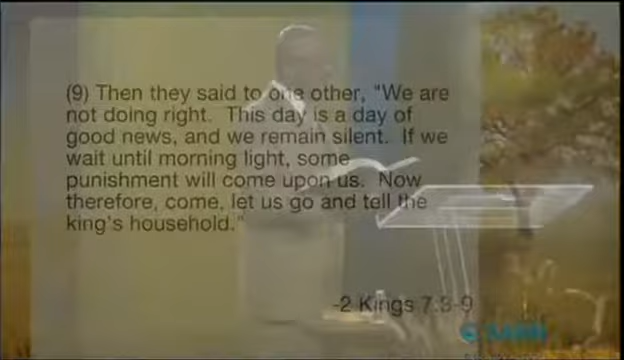 (9) Then they said to one other, "We are
not doing right.  This day is a day of
good news, and we remain silent.  If we
wait until morning light, some
punishment will come upon us.  Now
therefore, come, let us go and tell the
king's household."
-2 Kings 7:3-9